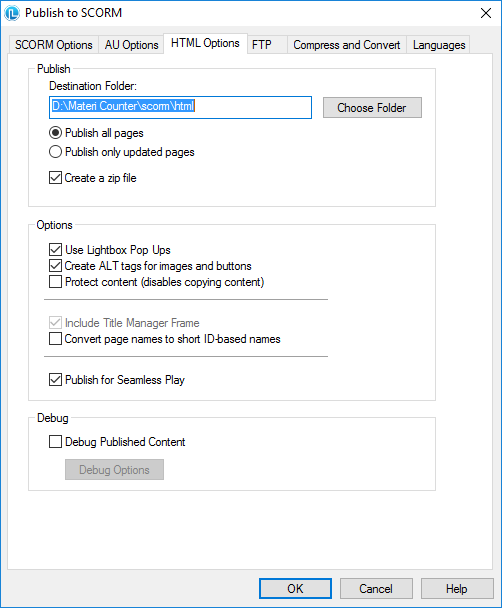 Publish to SCORM
SCORM Options AU Options HTML Options FTP Compress and Convert Languages
Publish
Destination Folder:
D:\Materi Counter\scorm\html
Choose Folder
Publish all pages
Publish only updated pages
Create a zip file
Options
Use Lightbox Pop Ups
Create ALT tags for images and buttons
Protect content (disables copying content)
Include Title Manager Frame
Convert page names to short ID-based names
Publish for Seamless Play
Debug
Debug Published Content
Debug Options
OK Cancel Help